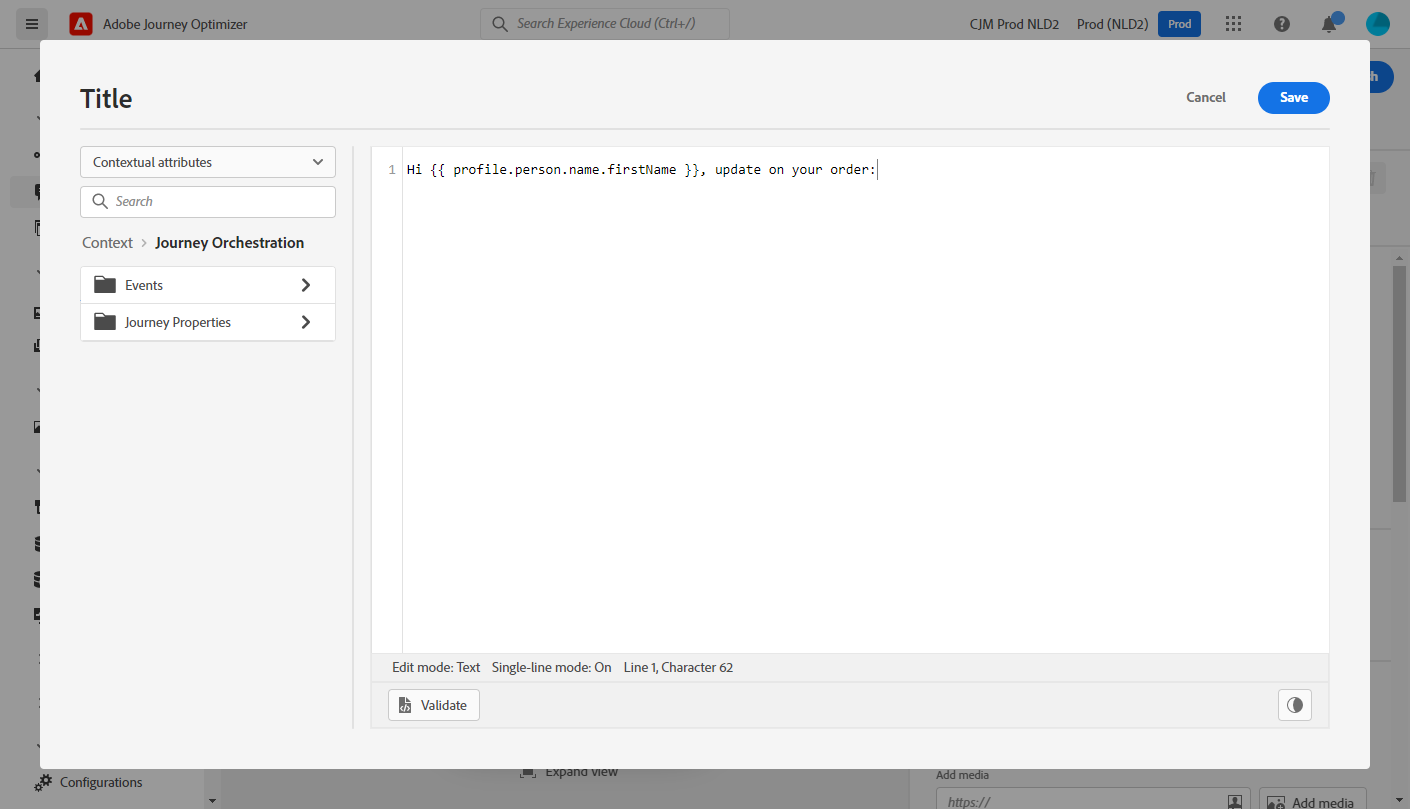 Adobe Journey Optimizer
Search Experience Cloud (Ctrl+/)
CJM Prod NLD2
Prod (NLD2)
Prod
h
Title
Cancel
Save
Contextual attributes
Search
Context > Journey Orchestration
Events
Journey Properties
1 Hi {{ profile.person.name.firstName }}, update on your order:
Edit mode: Text Single-line mode: On Line 1, Character 62
Validate
Configurations
Expand view
Add media
https://
Add media